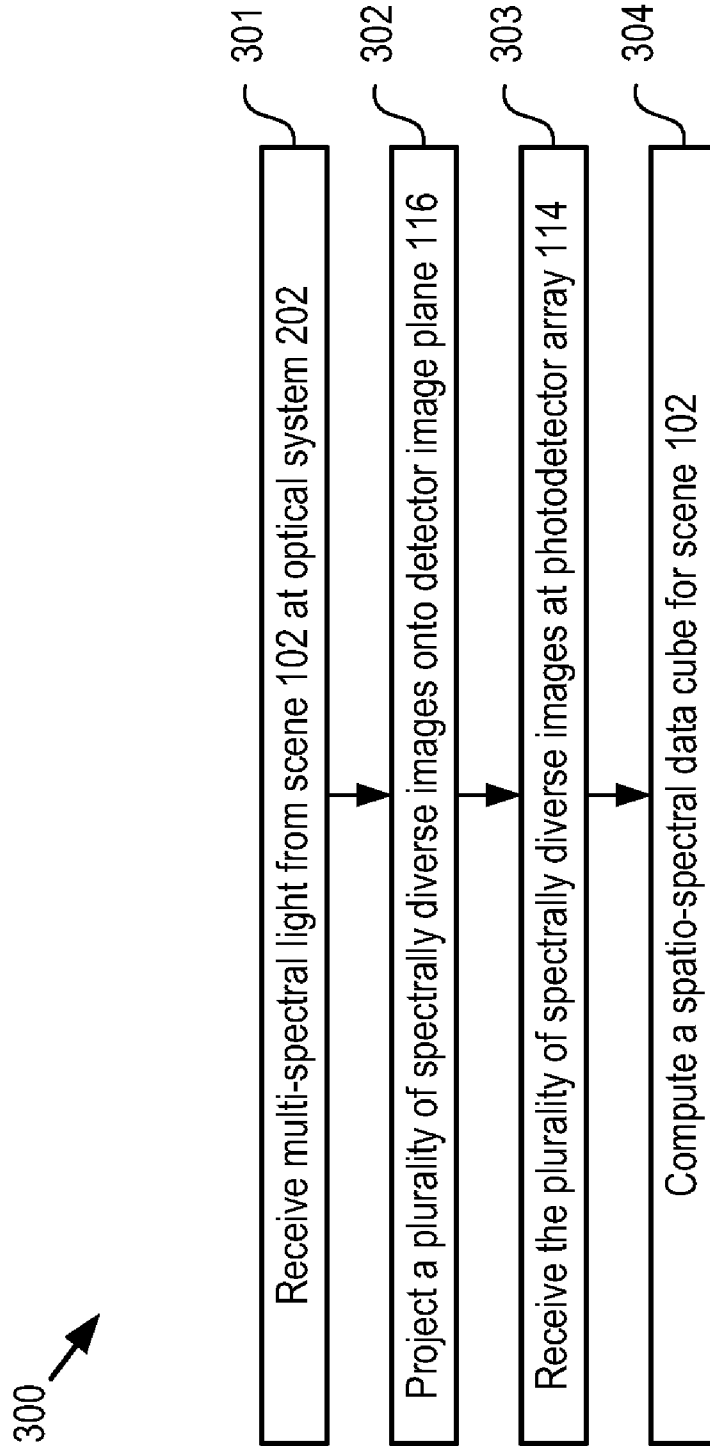 300
Receive multi-spectral light from scene 102 at optical system 202
301
Project a plurality of spectrally diverse images onto detector image plane 116
302
Receive the plurality of spectrally diverse images at photodetector array 114
303
Compute a spatio-spectral data cube for scene 102
304